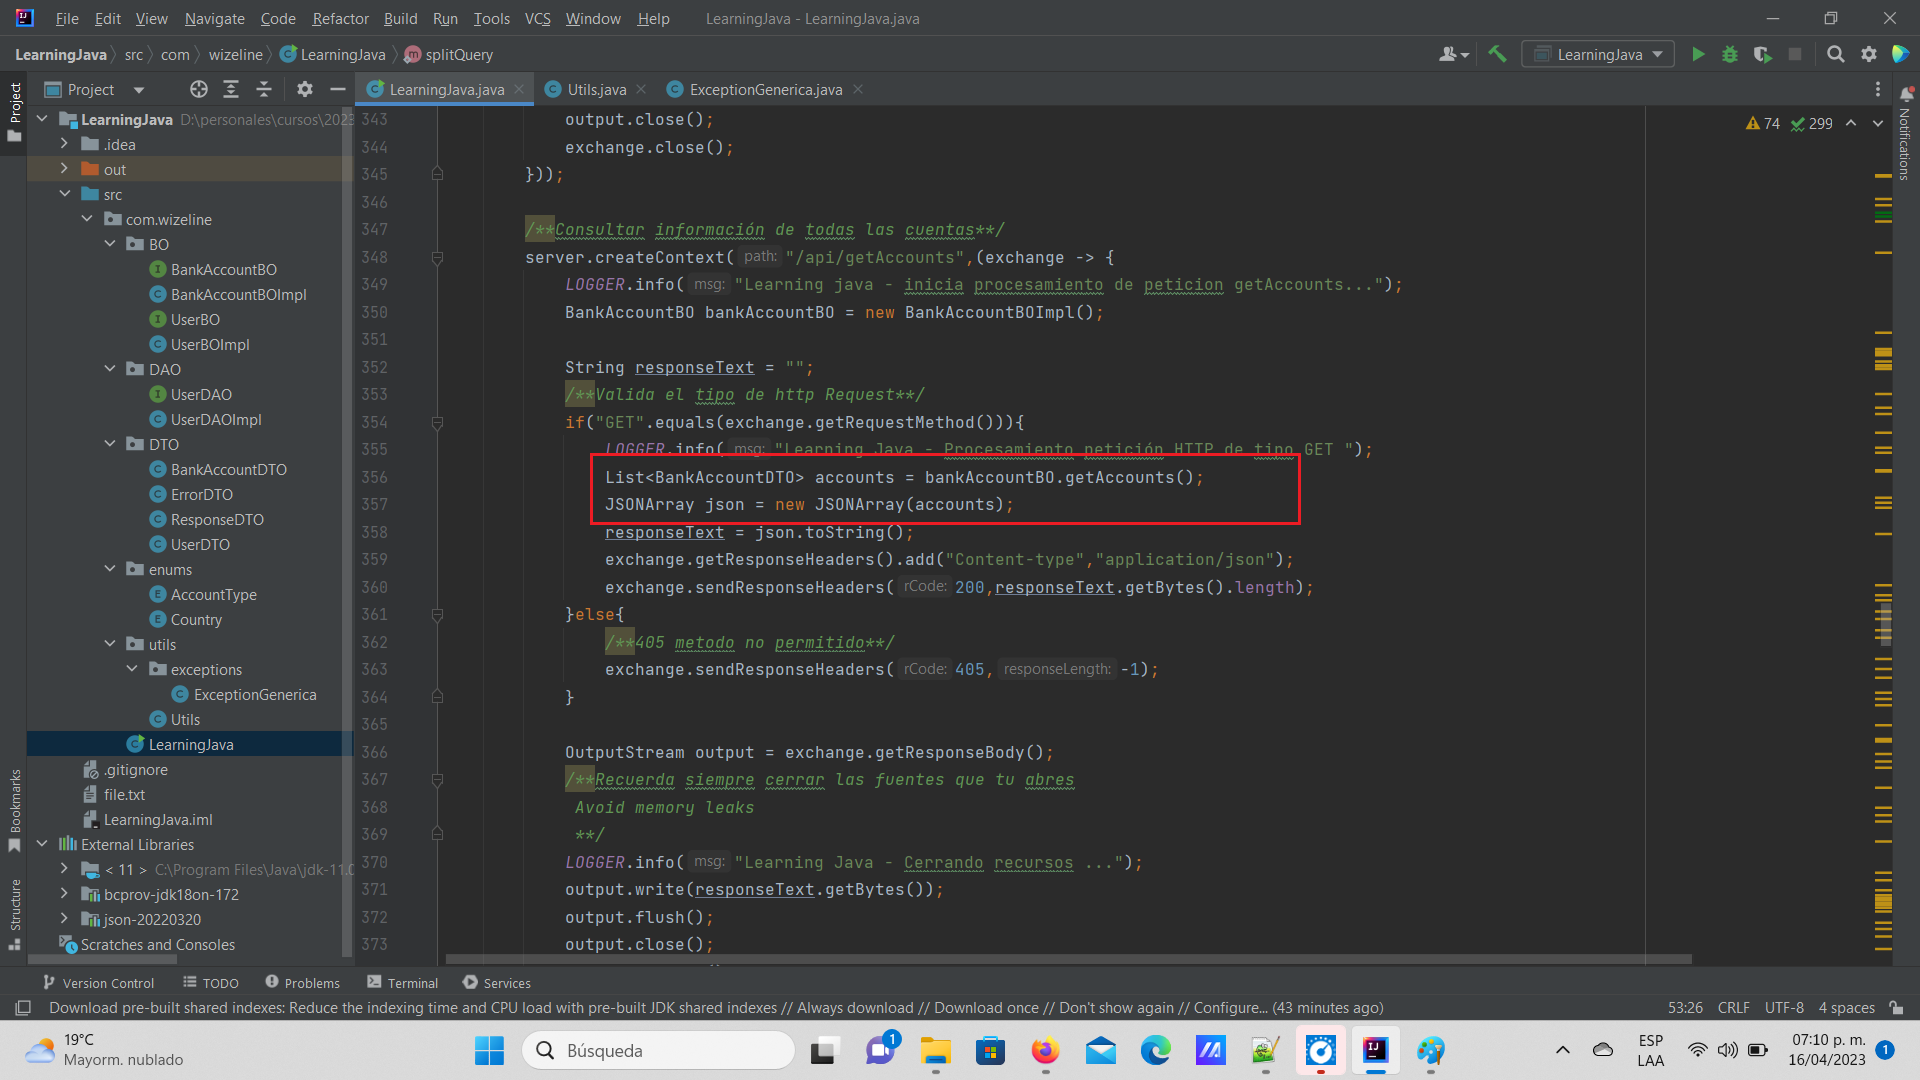 File Edit View Navigate Code Refactor Build Run Tools VCS Window Help LearningJava - LearningJava.java
LearningJava src com wizeline LearningJava splitQuery LearningJava
Project LearningJava.java Utils.java ExceptionGenerica.java
Project
LearningJava D:\personales\cursos\2023
.idea
out
src
com.wizeline
BO
BankAccountBO
BankAccountBOImpl
UserBO
UserBOImpl
DAO
UserDAO
UserDAOImpl
DTO
BankAccountDTO
ErrorDTO
ResponseDTO
UserDTO
enums
AccountType
Country
utils
exceptions
ExceptionGenerica
Utils
LearningJava
.gitignore
file.txt
LearningJava.iml
External Libraries
< 11 > C:\Program Files\Java\jdk-11.0
bcprov-jdk18on-172
json-20220320
Scratches and Consoles
Bookmarks
Structure
74 299
Notifications
343 output.close();
344 exchange.close();
345 }));
346
347 /**Consultar información de todas las cuentas**/
348 server.createContext( path: "/api/getAccounts",(exchange -> {
349 LOGGER.info( msg: "Learning java - inicia procesamiento de peticion getAccounts...");
350 BankAccountBO bankAccountBO = new BankAccountBOImpl();
351
352 String responseText = "";
353 /**Valida el tipo de http Request**/
354 if("GET".equals(exchange.getRequestMethod())){
355 LOGGER.info( msg: "Learning Java - Procesamiento petición HTTP de tipo GET ");
356 List<BankAccountDTO> accounts = bankAccountBO.getAccounts();
357 JSONArray json = new JSONArray(accounts);
358 responseText = json.toString();
359 exchange.getResponseHeaders().add("Content-type","application/json");
360 exchange.sendResponseHeaders( rCode: 200,responseText.getBytes().length);
361 }else{
362 /**405 metodo no permitido**/
363 exchange.sendResponseHeaders( rCode: 405, responseLength: -1);
364 }
365
366 OutputStream output = exchange.getResponseBody();
367 /**Recuerda siempre cerrar las fuentes que tu abres
368 Avoid memory leaks
369 **/
370 LOGGER.info( msg: "Learning Java - Cerrando recursos ...");
371 output.write(responseText.getBytes());
372 output.flush();
373 output.close();
Version Control TODO Problems Terminal Services
Download pre-built shared indexes: Reduce the indexing time and CPU load with pre-built JDK shared indexes // Always download // Download once // Don't show again // Configure... (43 minutes ago) 53:26 CRLF UTF-8 4 spaces
19°C
Mayorm. nublado
Búsqueda
1
IJ
ESP
LAA
07:10 p. m.
16/04/2023
1